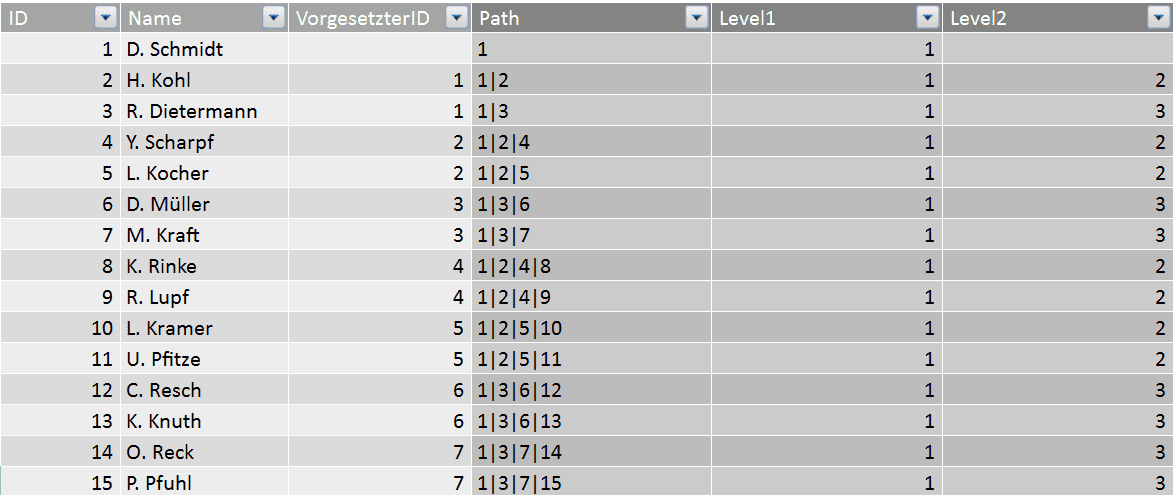 ID Name VorgesetzterID Path Level1 Level2
1 D. Schmidt 1 1
2 H. Kohl 1 1|2 1 2
3 R. Dietermann 1 1|3 1 3
4 Y. Scharpf 2 1|2|4 1 2
5 L. Kocher 2 1|2|5 1 2
6 D. Müller 3 1|3|6 1 3
7 M. Kraft 3 1|3|7 1 3
8 K. Rinke 4 1|2|4|8 1 2
9 R. Lupf 4 1|2|4|9 1 2
10 L. Kramer 5 1|2|5|10 1 2
11 U. Pfitze 5 1|2|5|11 1 2
12 C. Resch 6 1|3|6|12 1 3
13 K. Knuth 6 1|3|6|13 1 3
14 O. Reck 7 1|3|7|14 1 3
15 P. Pfuhl 7 1|3|7|15 1 3